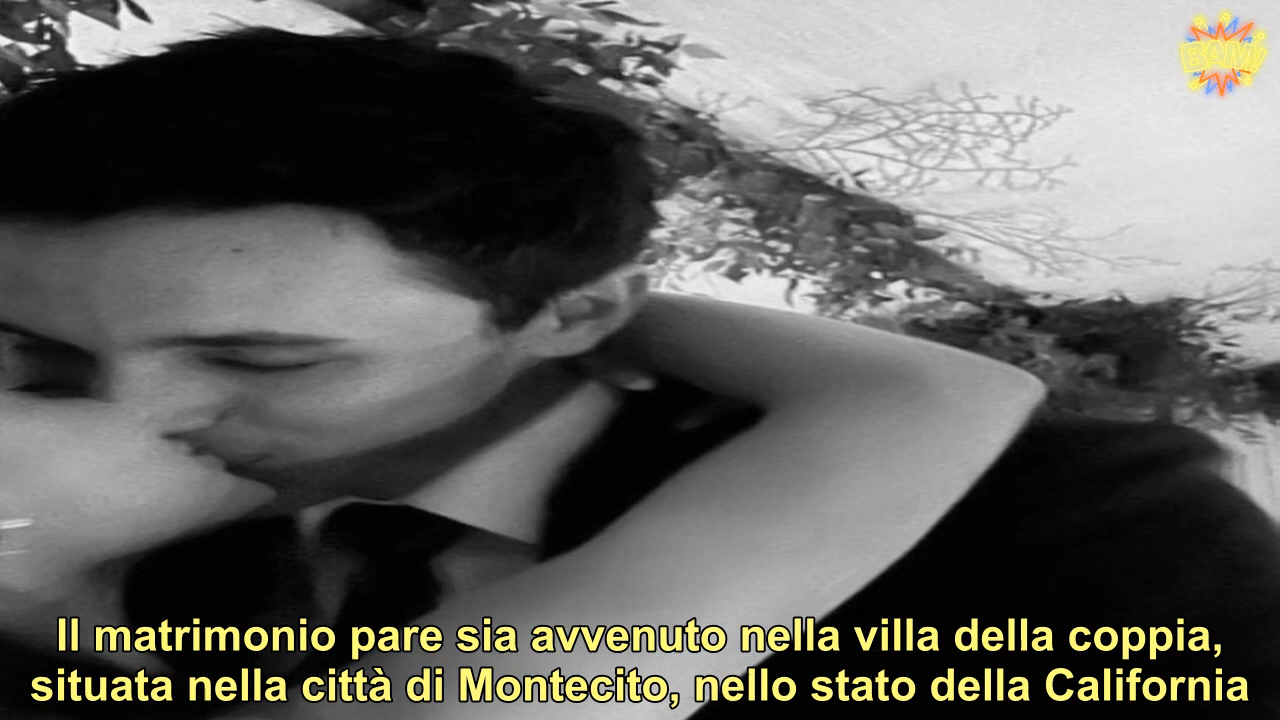 BAM!
Il matrimonio pare sia avvenuto nella villa della coppia,
situata nella città di Montecito, nello stato della California